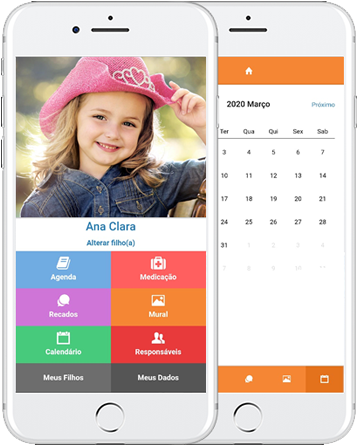 Ana Clara
Alterar filho(a)
Agenda
Medicação
Recados
Mural
Calendário
Responsáveis
Meus Filhos
Meus Dados
2020 Março
Próximo
Ter Qua Qui Sex Sab
3 4 5 6 7
10 11 12 13 14
17 18 19 20 21
24 25 26 27 28
31 1 2 3 4
7 8 9 10